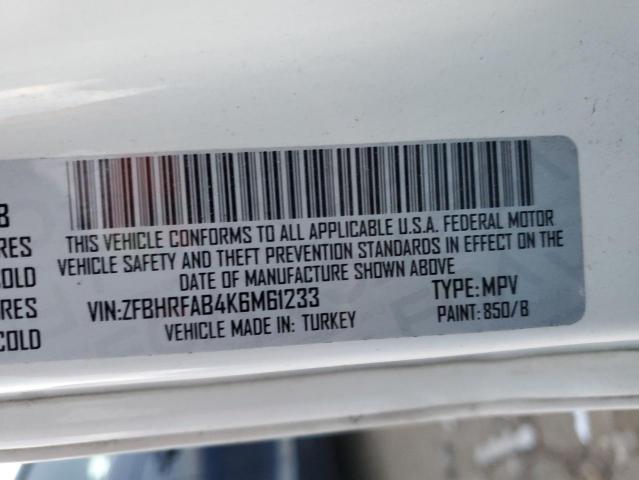 B
THIS VEHICLE CONFORMS TO ALL APPLICABLE U.S.A. FEDERAL MOTOR
VEHICLE SAFETY AND THEFT PREVENTION STANDARDS IN EFFECT ON THE
DATE OF MANUFACTURE SHOWN ABOVE
RES
COLD
RES
COLD
VIN:ZFBHRFAB4K6M61233 TYPE:MPV
VEHICLE MADE IN: TURKEY PAINT: 850/B